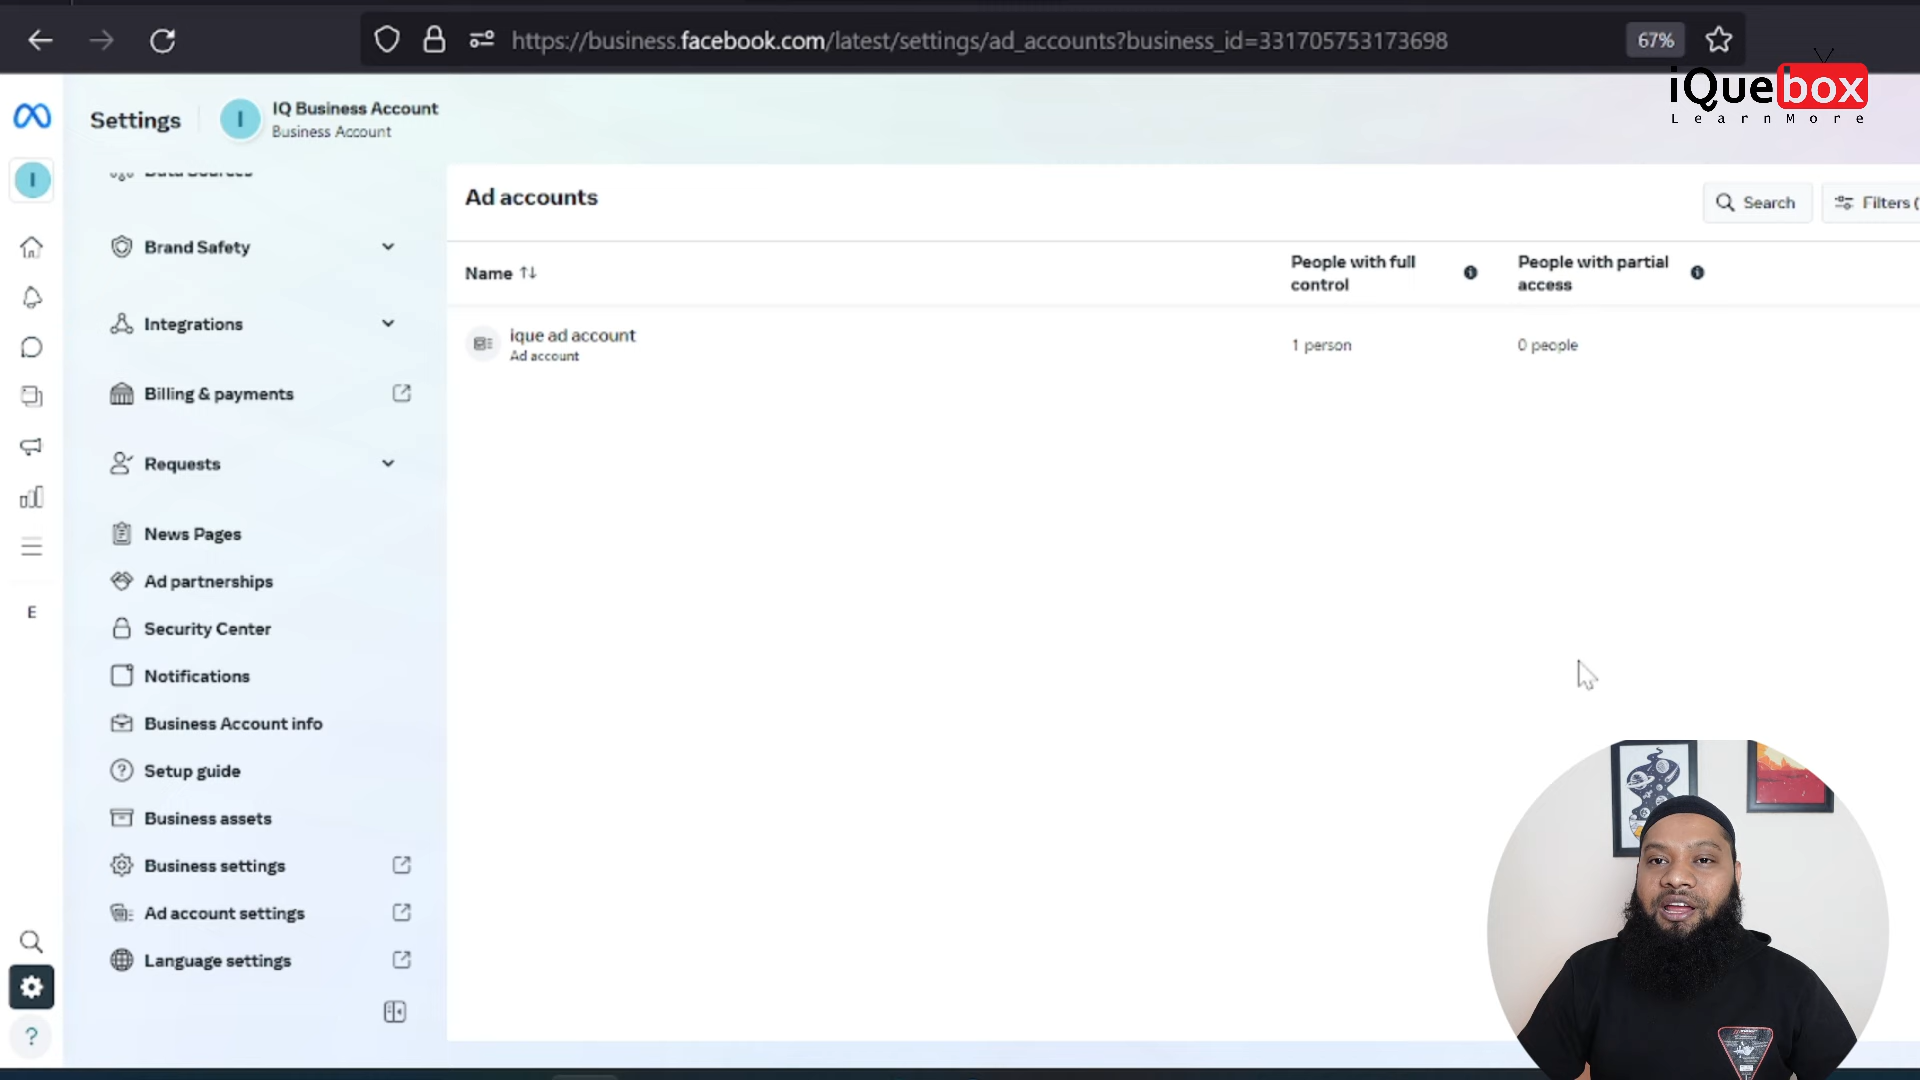 https://business.facebook.com/latest/settings/ad_accounts?business_id=331705753173698
67%
iQuebox
LearnMore
Settings
I
IQ Business Account
Business Account
I
Data Sources
Brand Safety
Integrations
Billing & payments
Requests
News Pages
Ad partnerships
Security Center
Notifications
Business Account info
Setup guide
Business assets
Business settings
Ad account settings
Language settings
E
?
Ad accounts
Search
Filters (
Name
People with full
control
People with partial
access
ique ad account
Ad account
1 person
0 people